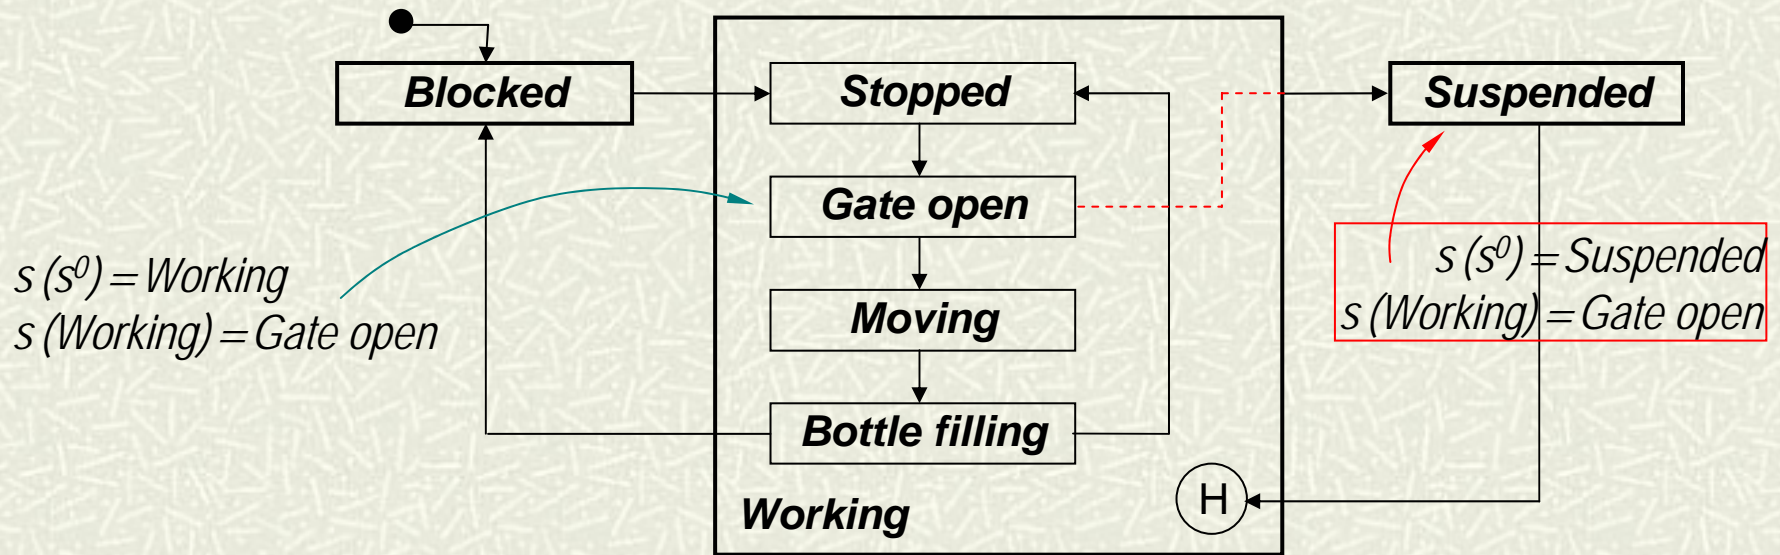 Blocked
Stopped
Suspended
Gate open
s (s⁰) = Working
s (Working) = Gate open
s (s⁰) = Suspended
s (Working) = Gate open
Moving
Bottle filling
Working
H